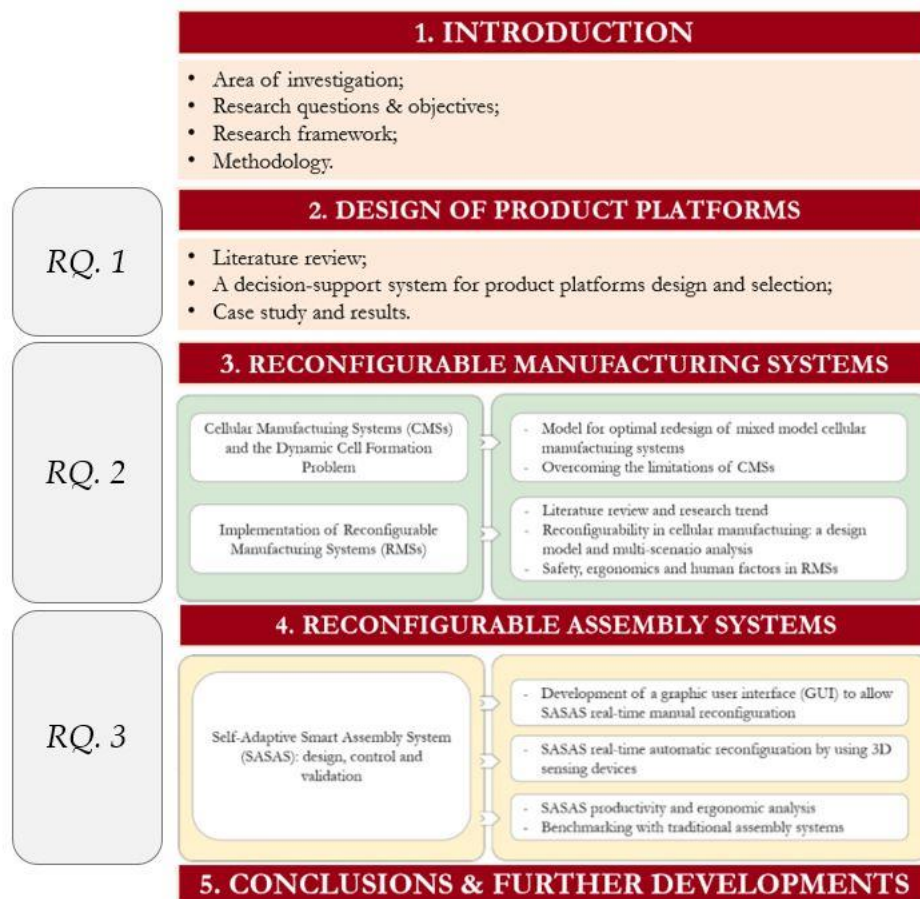 1. INTRODUCTION
• Area of investigation;
• Research questions & objectives;
• Research framework;
• Methodology.
RQ. 1
2. DESIGN OF PRODUCT PLATFORMS
• Literature review;
• A decision-support system for product platforms design and selection;
• Case study and results.
RQ. 2
3. RECONFIGURABLE MANUFACTURING SYSTEMS
Cellular Manufacturing Systems (CMSs)
and the Dynamic Cell Formation
Problem
- Model for optimal redesign of mixed model cellular
manufacturing systems
- Overcoming the limitations of CMSs
Implementation of Reconfigurable
Manufacturing Systems (RMSs)
- Literature review and research trend
- Reconfigurability in cellular manufacturing: a design
model and multi-scenario analysis
- Safety, ergonomics and human factors in RMSs
RQ. 3
4. RECONFIGURABLE ASSEMBLY SYSTEMS
Self-Adaptive Smart Assembly System
(SASAS): design, control and
validation
- Development of a graphic user interface (GUI) to allow
SASAS real-time manual reconfiguration
- SASAS real-time automatic reconfiguration by using 3D
sensing devices
- SASAS productivity and ergonomic analysis
- Benchmarking with traditional assembly systems
5. CONCLUSIONS & FURTHER DEVELOPMENTS